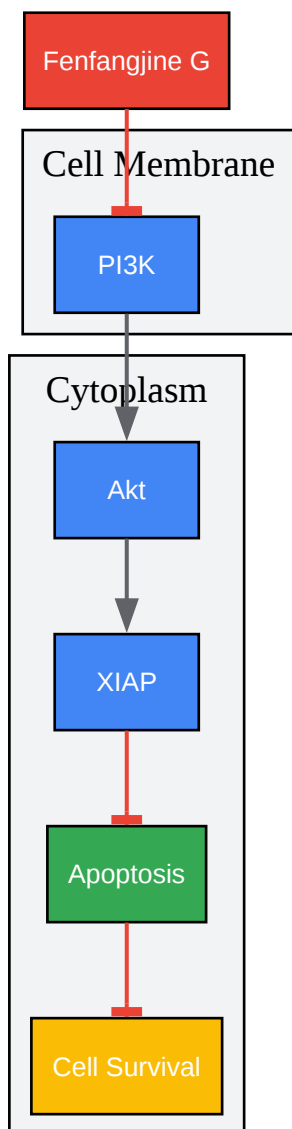 Fenfangjine G
Cell Membrane
PI3K
Cytoplasm
Akt
XIAP
Apoptosis
Cell Survival